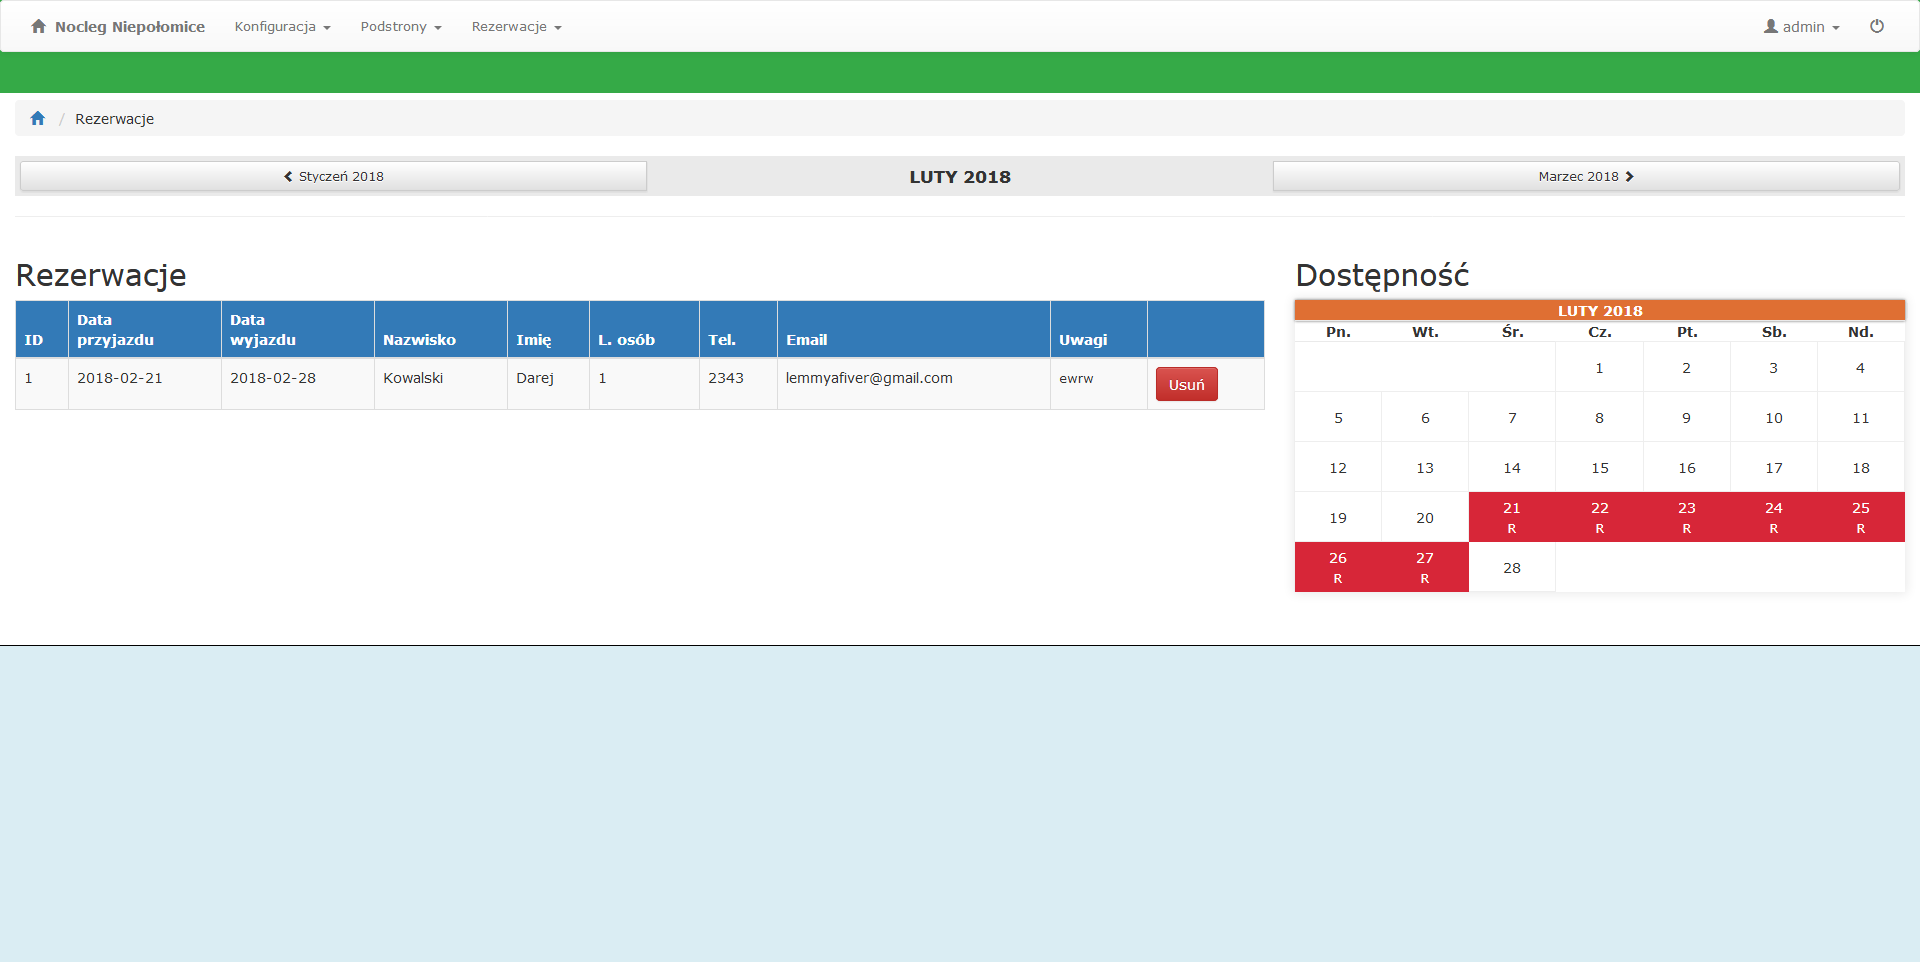 Nocleg Niepołomice Konfiguracja Podstrony Rezerwacje admin
/ Rezerwacje
Styczeń 2018 LUTY 2018 Marzec 2018
Rezerwacje
ID Data przyjazdu Data wyjazdu Nazwisko Imię L. osób Tel. Email Uwagi
1 2018-02-21 2018-02-28 Kowalski Darej 1 2343 lemmyafiver@gmail.com ewrw Usuń
Dostępność
LUTY 2018
Pn. Wt. Śr. Cz. Pt. Sb. Nd.
1 2 3 4
5 6 7 8 9 10 11
12 13 14 15 16 17 18
19 20 21 R 22 R 23 R 24 R 25 R
26 R 27 R 28